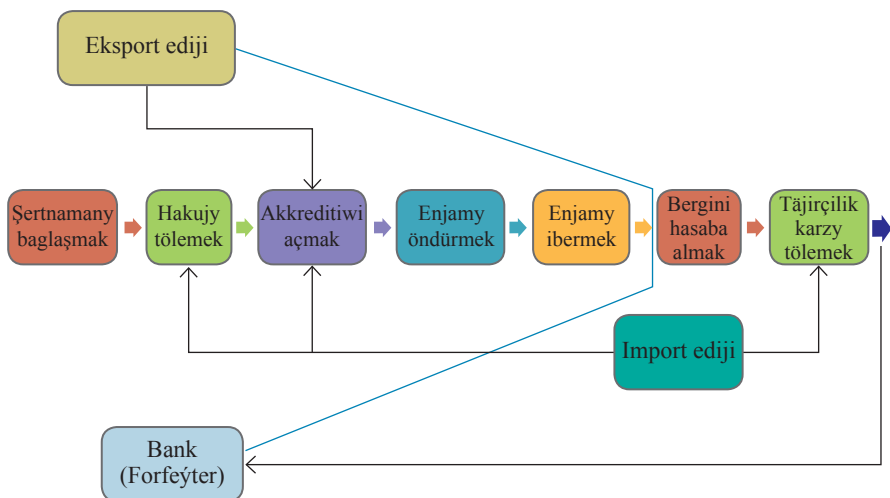 Eksport ediji
Şertnamany
baglaşmak
Hakujy
tölemek
Akkreditiwi
açmak
Enjamy
öndürmek
Enjamy
ibermek
Bergini
hasaba
almak
Täjirçilik
karzy
tölemek
Import ediji
Bank
(Forfeýter)